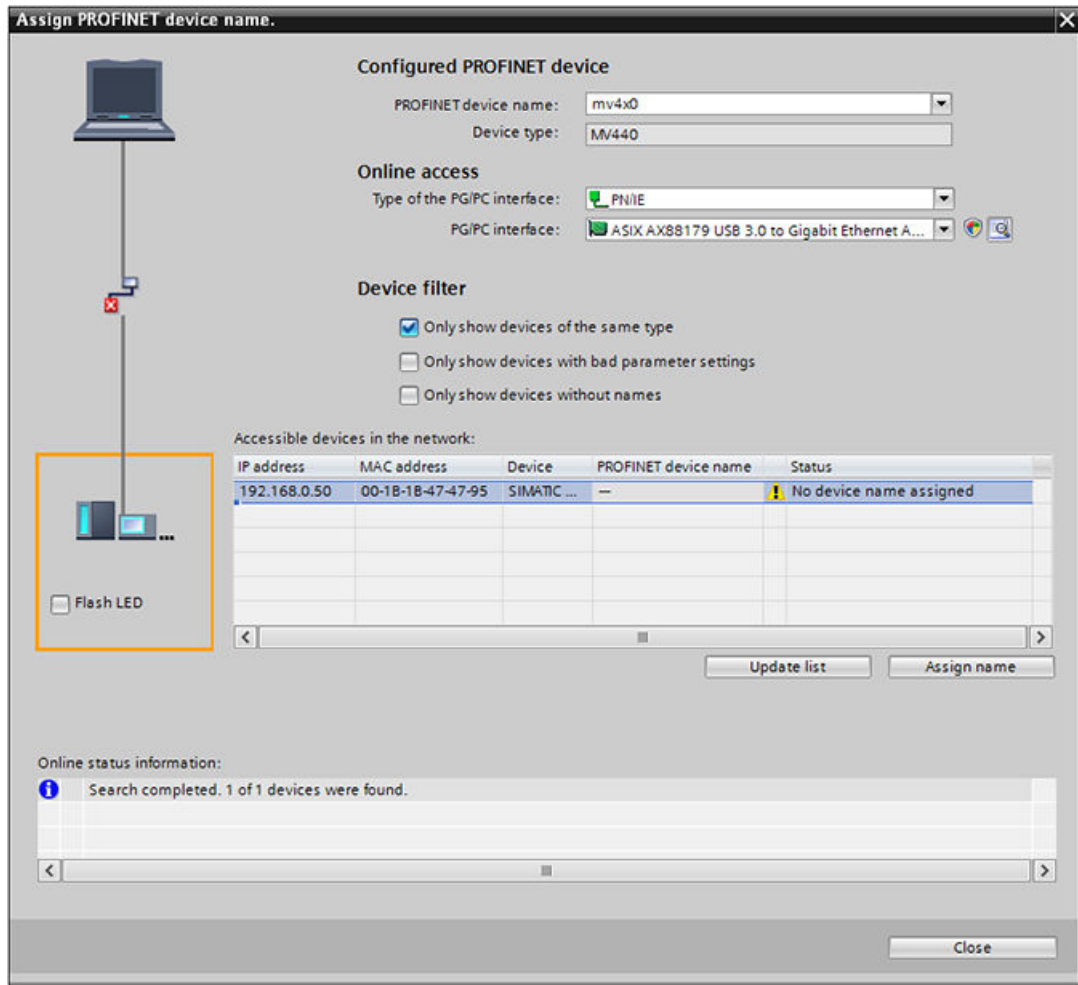 Assign PROFINET device name.
Configured PROFINET device
PROFINET device name: mv4x0
Device type: MV440
Online access
Type of the PG/PC interface: PN/IE
PG/PC interface: ASIX AX88179 USB 3.0 to Gigabit Ethernet A...
Device filter
Only show devices of the same type
Only show devices with bad parameter settings
Only show devices without names
Accessible devices in the network:
IP address MAC address Device PROFINET device name Status
192.168.0.50 00-1B-1B-47-47-95 SIMATIC ... — No device name assigned
...
Flash LED
Update list Assign name
Online status information:
Search completed. 1 of 1 devices were found.
Close